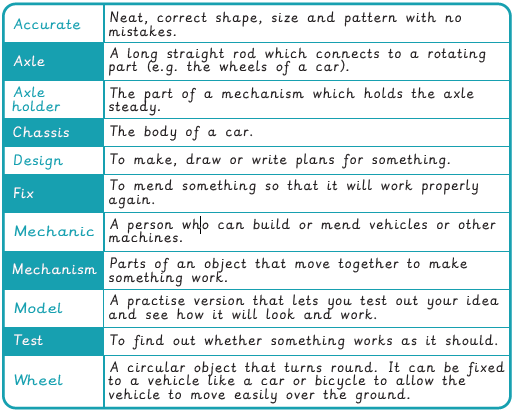 Accurate
Neat, correct shape, size and pattern with no
mistakes.
Axle
A long straight rod which connects to a rotating
part (e.g. the wheels of a car).
Axle
holder
The part of a mechanism which holds the axle
steady.
Chassis
The body of a car.
Design
To make, draw or write plans for something.
Fix
To mend something so that it will work properly
again.
Mechanic
A person who can build or mend vehicles or other
machines.
Mechanism
Parts of an object that move together to make
something work.
Model
A practise version that lets you test out your idea
and see how it will look and work.
Test
To find out whether something works as it should.
Wheel
A circular object that turns round. It can be fixed
to a vehicle like a car or bicycle to allow the
vehicle to move easily over the ground.